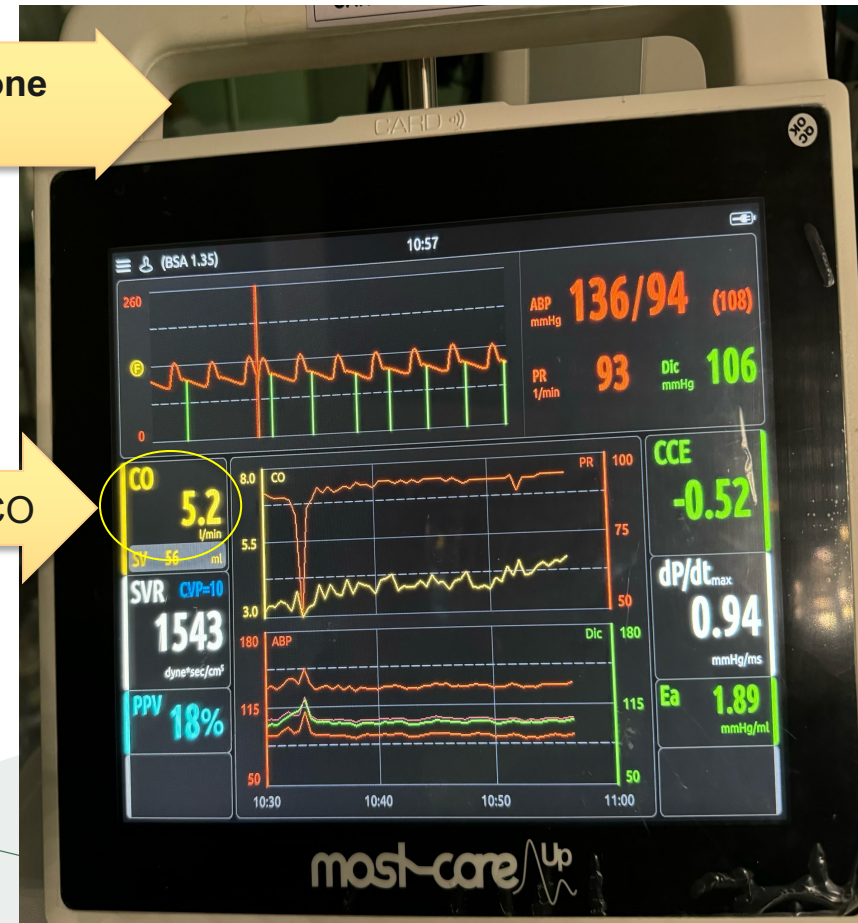 one
CO
CARD
QC
OK
(BSA 1.35)
10:57
260
F
0
ABP
mmHg
136/94 (108)
PR
1/min
93
Dic
mmHg
106
CO
5.2
l/min
SV 56 ml
SVR CVP=10
1543
dyne*sec/cm⁵
PPV 18%
8.0 CO
5.5
3.0
PR 100
75
50
180 ABP
115
50
Dic 180
115
50
10:30 10:40 10:50 11:00
CCE
-0.52
dP/dtmax
0.94
mmHg/ms
Ea 1.89
mmHg/ml
most-care Up